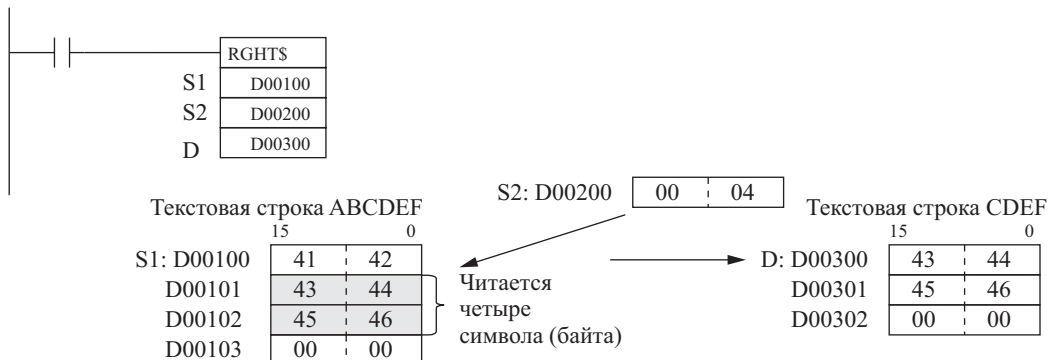 RGHT$
S1 D00100
S2 D00200
D D00300
S2: D00200 00 04
Текстовая строка ABCDEF
15 0
S1: D00100 41 42
D00101 43 44
D00102 45 46
D00103 00 00
Читается
четыре
символа (байта)
Текстовая строка CDEF
15 0
D: D00300 43 44
D00301 45 46
D00302 00 00